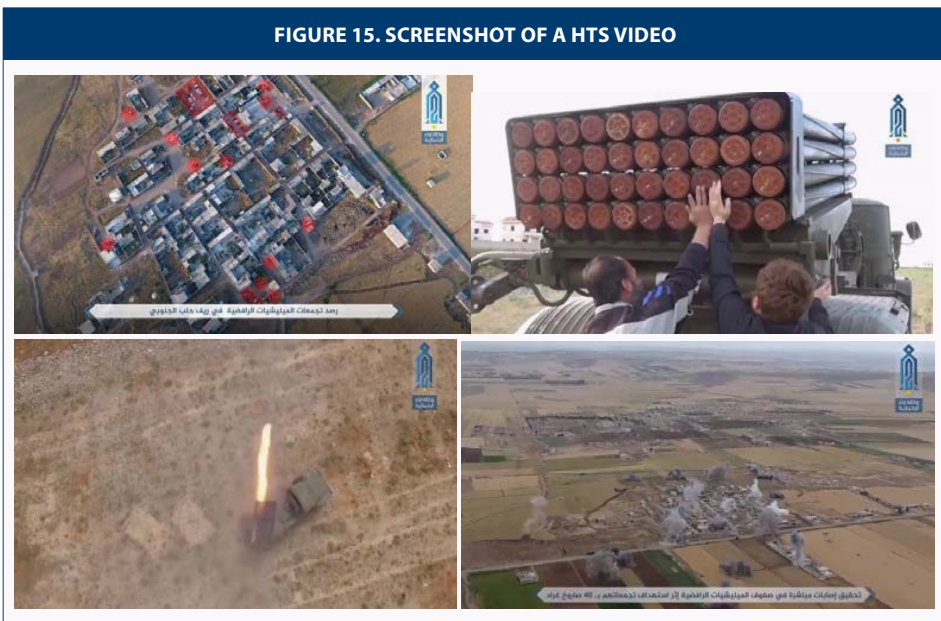 FIGURE 15. SCREENSHOT OF A HTS VIDEO
رصد تجمعات الميليشيات الرافضية في ريف حلب الجنوبي
تحقيق إصابات مباشرة في صفوف الميليشيات الرافضية إثر استهداف تجمعاتهم بـ 40 صاروخ غراد